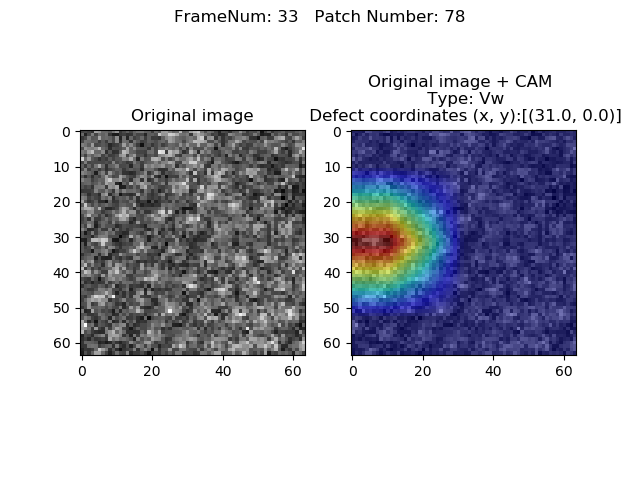 FrameNum: 33   Patch Number: 78
Original image
0
10
20
30
40
50
60
0 20 40 60
Original image + CAM
Type: Vw
Defect coordinates (x, y):[(31.0, 0.0)]
0
10
20
30
40
50
60
0 20 40 60